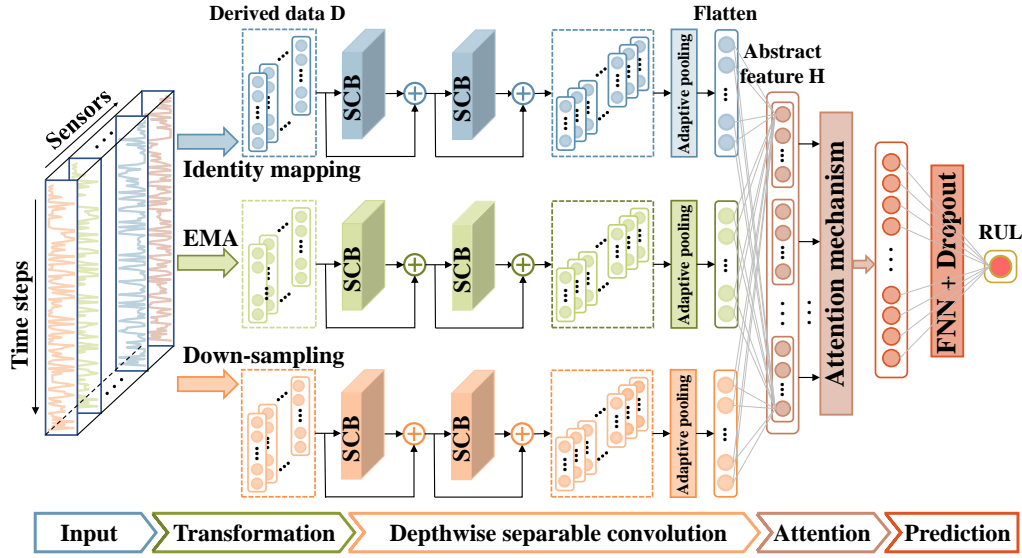 Derived data D
Flatten
Abstract
feature H
Sensors
Time steps
Identity mapping
EMA
Down-sampling
SCB
SCB
Adaptive pooling
SCB
SCB
Adaptive pooling
SCB
SCB
Adaptive pooling
Attention mechanism
FNN + Dropout
RUL
Input
Transformation
Depthwise separable convolution
Attention
Prediction